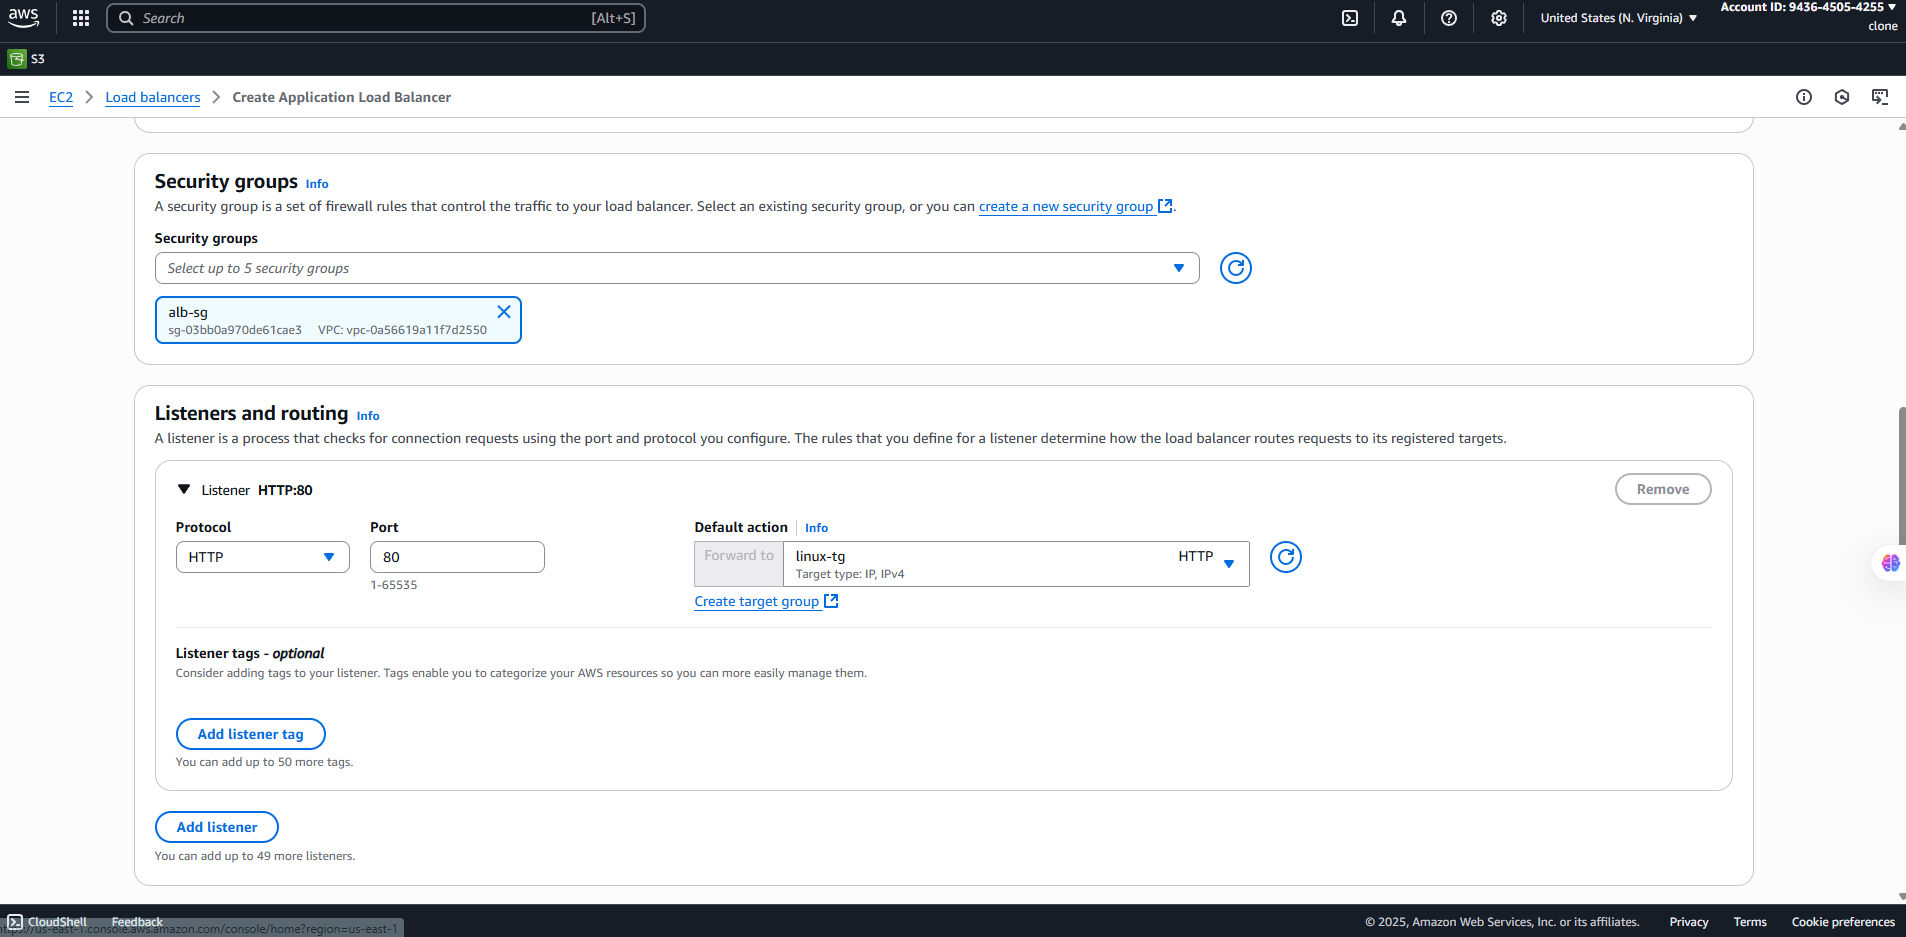 aws
Search [Alt+S]
United States (N. Virginia)
Account ID: 9436-4505-4255
clone
S3
EC2 Load balancers Create Application Load Balancer
Security groups Info
A security group is a set of firewall rules that control the traffic to your load balancer. Select an existing security group, or you can create a new security group.
Security groups
Select up to 5 security groups
alb-sg
sg-03bb0a970de61cae3 VPC: vpc-0a56619a11f7d2550
Listeners and routing Info
A listener is a process that checks for connection requests using the port and protocol you configure. The rules that you define for a listener determine how the load balancer routes requests to its registered targets.
Listener HTTP:80 Remove
Protocol Port Default action Info
HTTP 80 Forward to linux-tg HTTP
Target type: IP, IPv4
1-65535
Create target group
Listener tags - optional
Consider adding tags to your listener. Tags enable you to categorize your AWS resources so you can more easily manage them.
Add listener tag
You can add up to 50 more tags.
Add listener
You can add up to 49 more listeners.
CloudShell Feedback © 2025, Amazon Web Services, Inc. or its affiliates. Privacy Terms Cookie preferences
https://us-east-1.console.aws.amazon.com/console/home?region=us-east-1